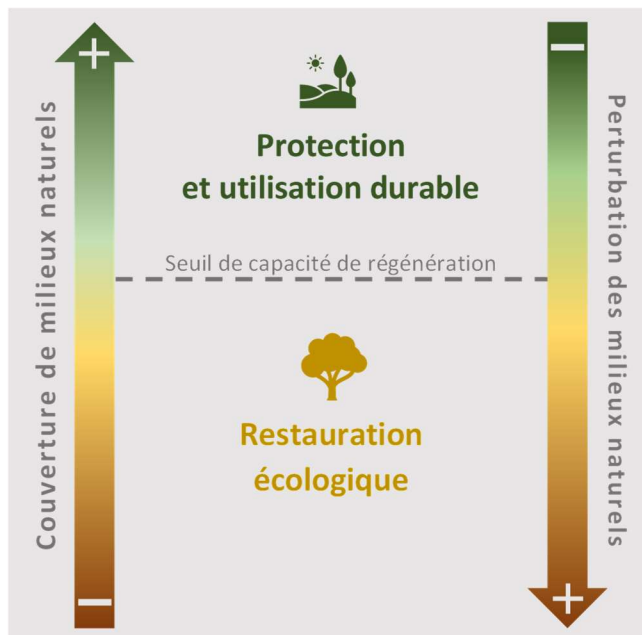 Couverture de milieux naturels
+
−
Protection
et utilisation durable
Seuil de capacité de régénération
Restauration
écologique
−
+
Perturbation des milieux naturels